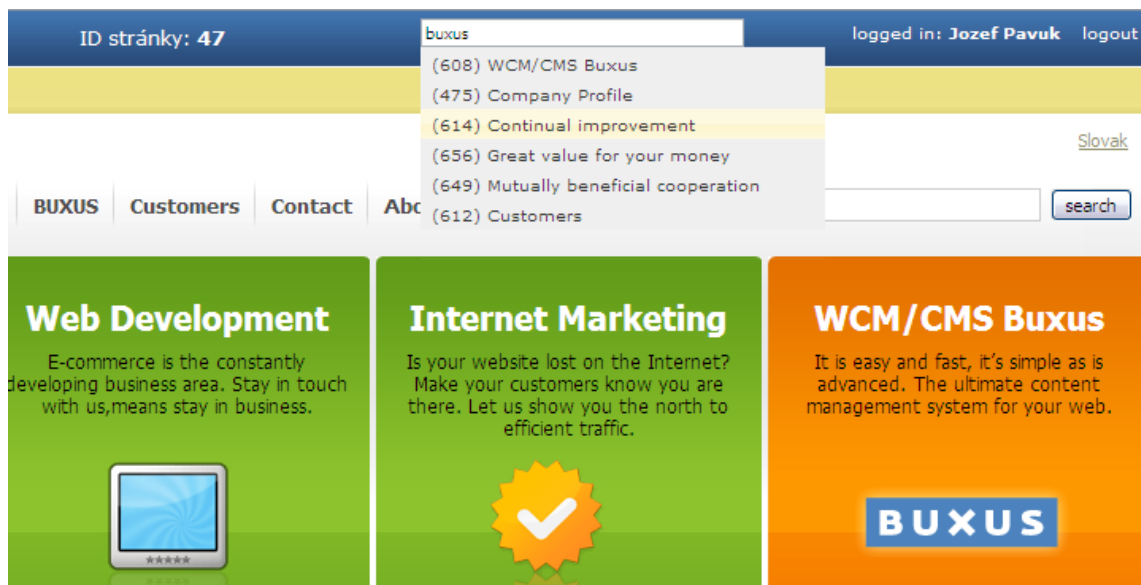 ID stránky: 47
buxus
logged in: Jozef Pavuk logout
(608) WCM/CMS Buxus
(475) Company Profile
(614) Continual improvement
(656) Great value for your money
(649) Mutually beneficial cooperation
(612) Customers
Slovak
BUXUS Customers Contact
search
Web Development
E-commerce is the constantly
developing business area. Stay in touch
with us,means stay in business.
Internet Marketing
Is your website lost on the Internet?
Make your customers know you are
there. Let us show you the north to
efficient traffic.
WCM/CMS Buxus
It is easy and fast, it’s simple as is
advanced. The ultimate content
management system for your web.
BUXUS